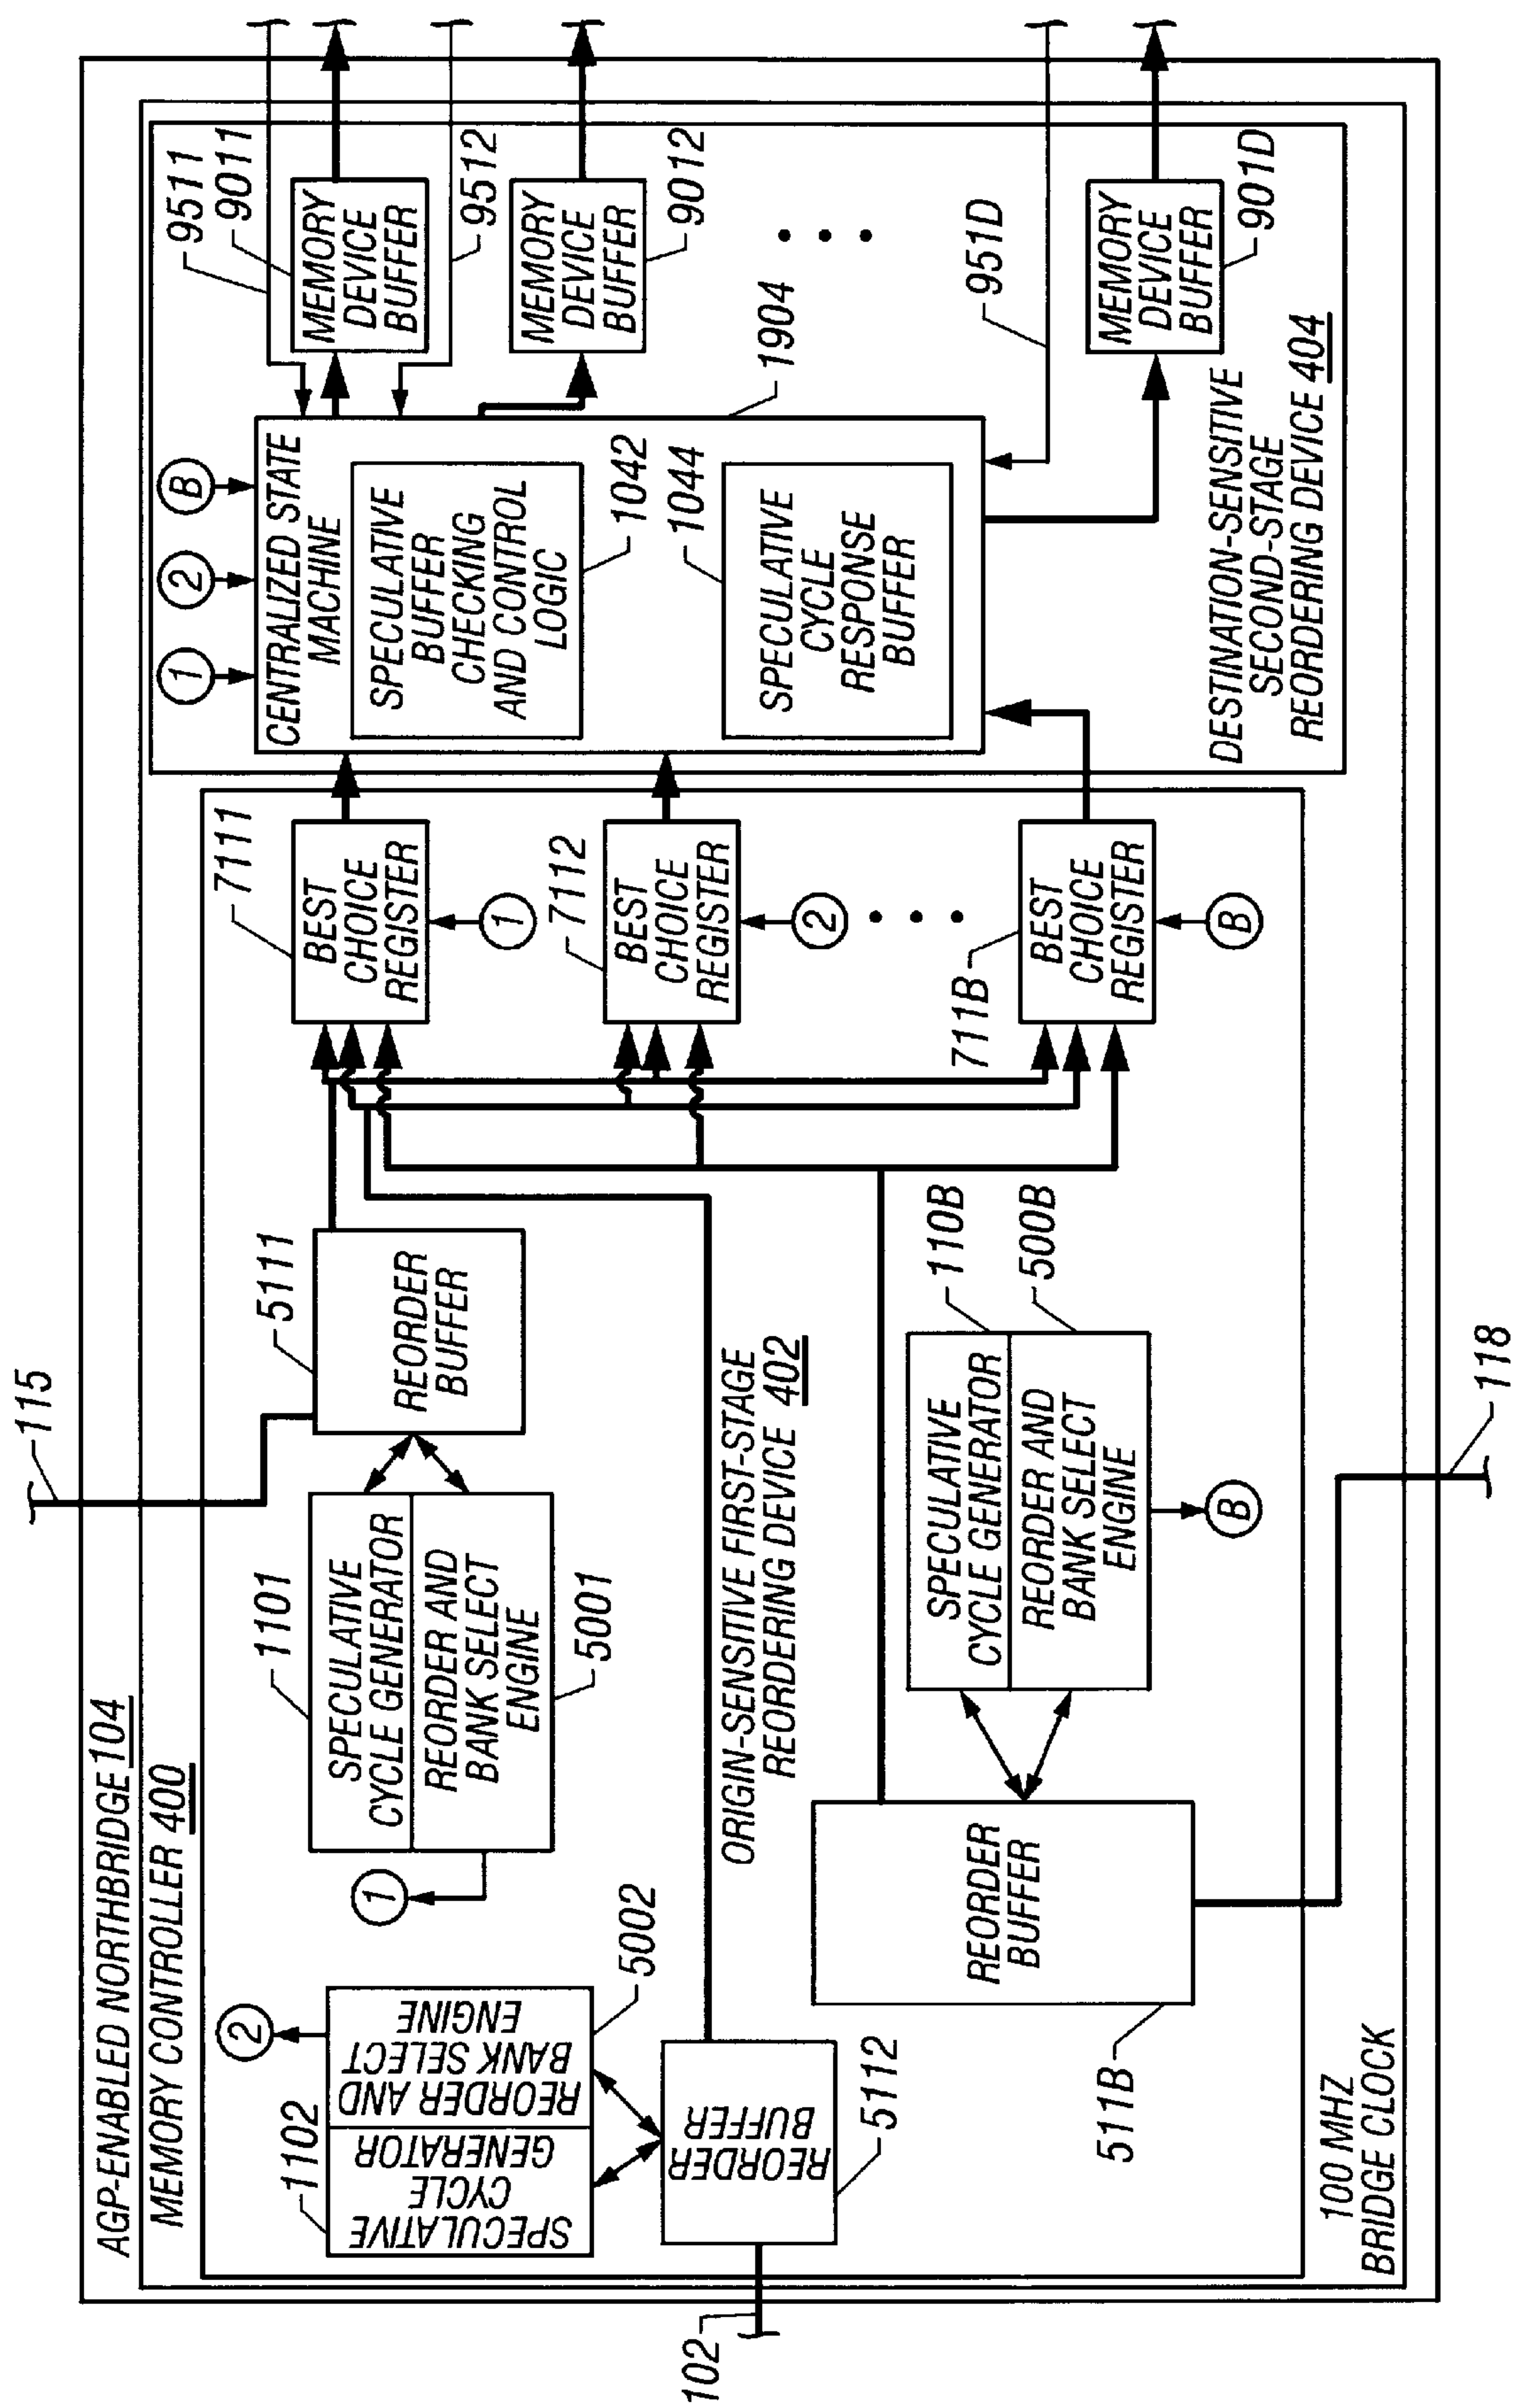 AGP-ENABLED NORTHBRIDGE 104
MEMORY CONTROLLER 400
115
1102
SPECULATIVE
CYCLE
GENERATOR
REORDER AND
BANK SELECT
ENGINE
2
5002
REORDER
BUFFER
5112
102
1101
SPECULATIVE
CYCLE GENERATOR
REORDER AND
BANK SELECT
ENGINE
5001
1
5111
REORDER
BUFFER
ORIGIN-SENSITIVE FIRST-STAGE
REORDERING DEVICE 402
REORDER
BUFFER
511B
110B
500B
SPECULATIVE
CYCLE GENERATOR
REORDER AND
BANK SELECT
ENGINE
B
118
100 MHZ
BRIDGE CLOCK
7111
BEST
CHOICE
REGISTER
1
7112
BEST
CHOICE
REGISTER
2
711B
BEST
CHOICE
REGISTER
B
1
2
B
CENTRALIZED STATE
MACHINE
SPECULATIVE
BUFFER
CHECKING
AND CONTROL
LOGIC
1042
1044
SPECULATIVE
CYCLE
RESPONSE
BUFFER
1904
9511
9011
MEMORY
DEVICE
BUFFER
9512
MEMORY
DEVICE
BUFFER
9012
951D
MEMORY
DEVICE
BUFFER
901D
DESTINATION-SENSITIVE
SECOND-STAGE
REORDERING DEVICE 404